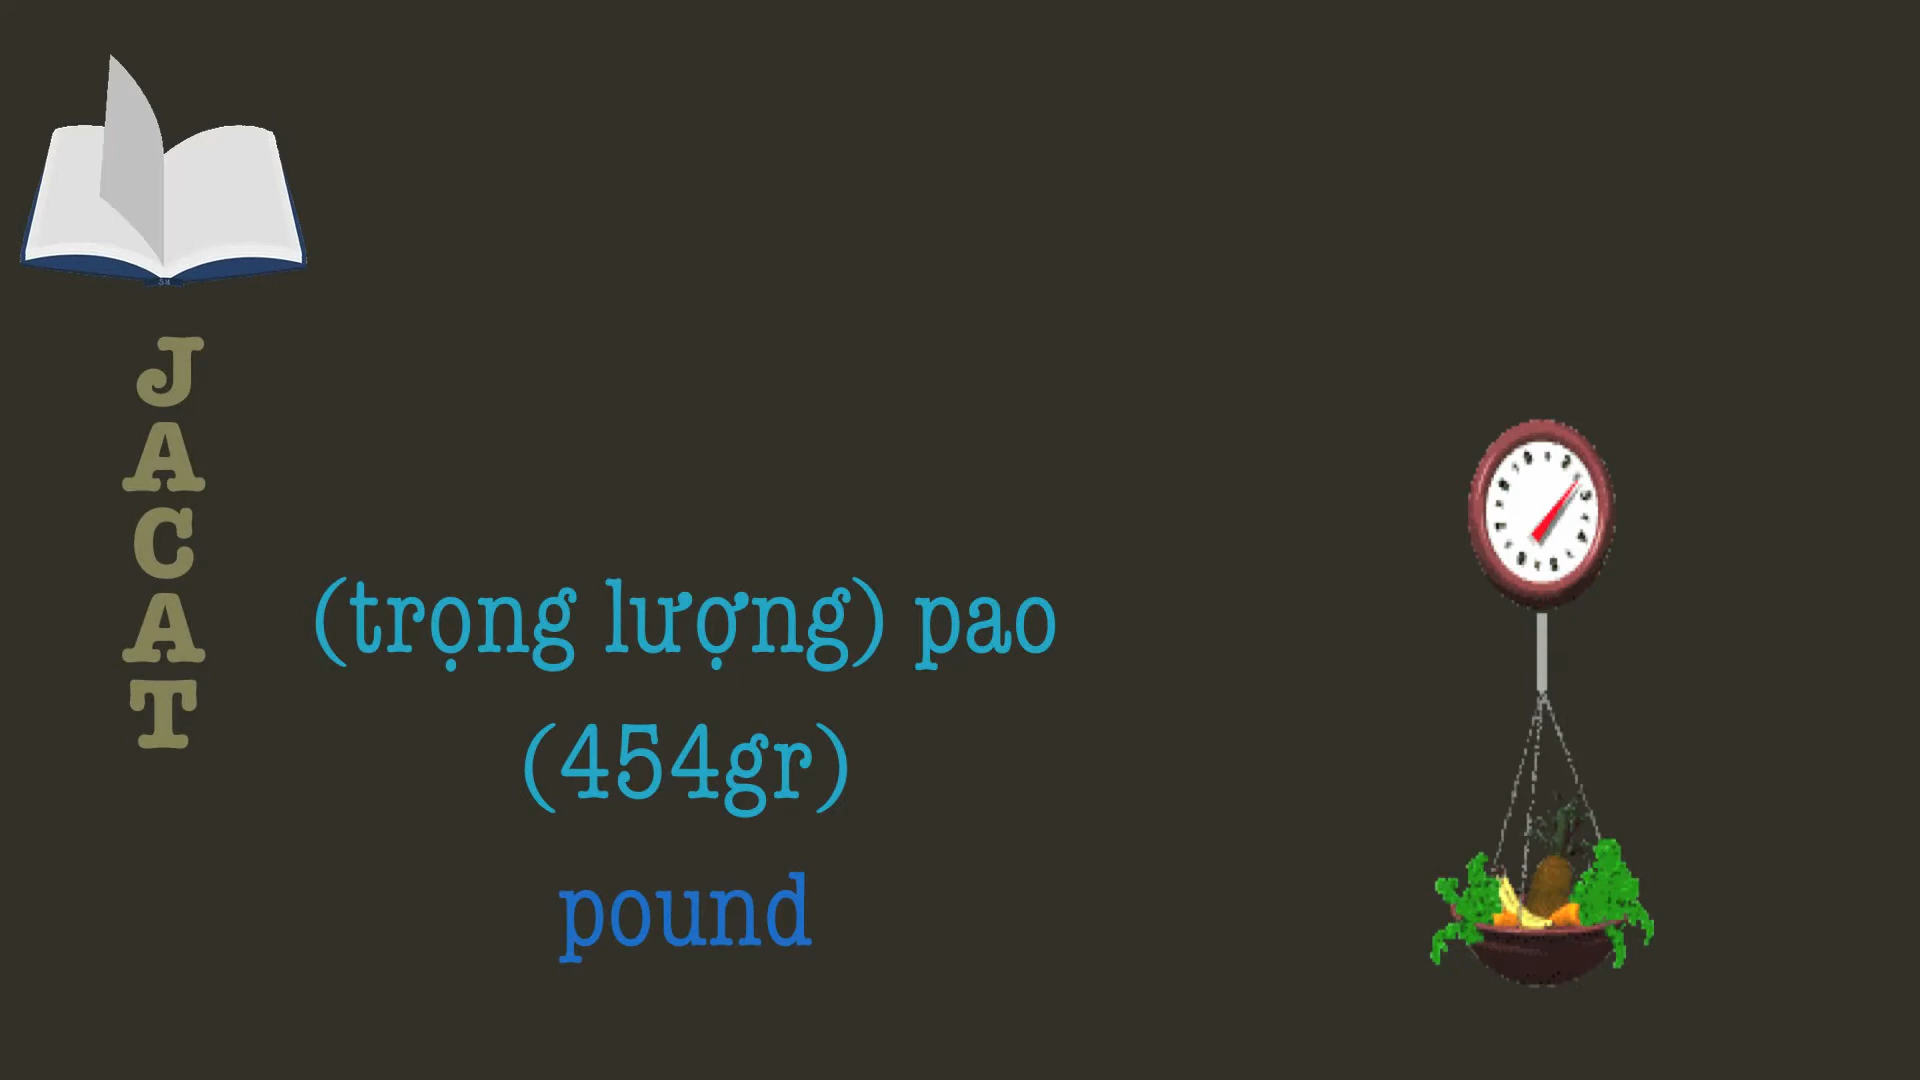 JACAT
(trọng lượng) pao
(454gr)
pound